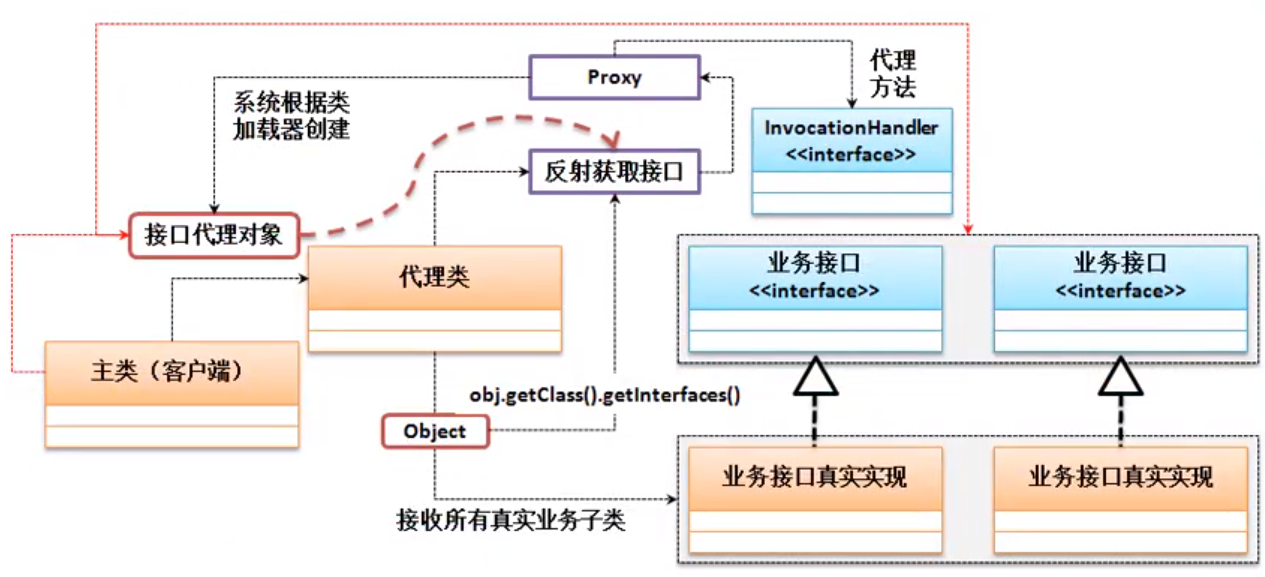 Proxy
代理
方法
系统根据类
加载器创建
InvocationHandler
<<interface>>
反射获取接口
接口代理对象
代理类
业务接口
<<interface>>
业务接口
<<interface>>
主类（客户端）
obj.getClass().getInterfaces()
Object
业务接口真实实现
业务接口真实实现
接收所有真实业务子类